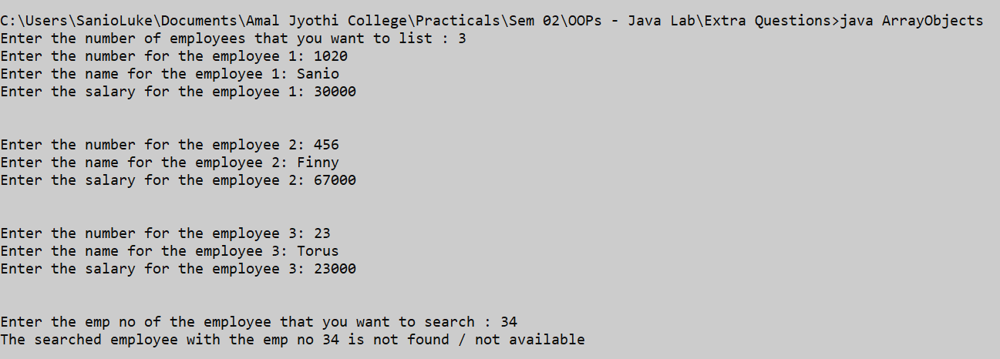 C:\Users\SanioLuke\Documents\Amal Jyothi College\Practicals\Sem 02\OOPs - Java Lab\Extra Questions>java ArrayObjects
Enter the number of employees that you want to list : 3
Enter the number for the employee 1: 1020
Enter the name for the employee 1: Sanio
Enter the salary for the employee 1: 30000
Enter the number for the employee 2: 456
Enter the name for the employee 2: Finny
Enter the salary for the employee 2: 67000
Enter the number for the employee 3: 23
Enter the name for the employee 3: Torus
Enter the salary for the employee 3: 23000
Enter the emp no of the employee that you want to search : 34
The searched employee with the emp no 34 is not found / not available